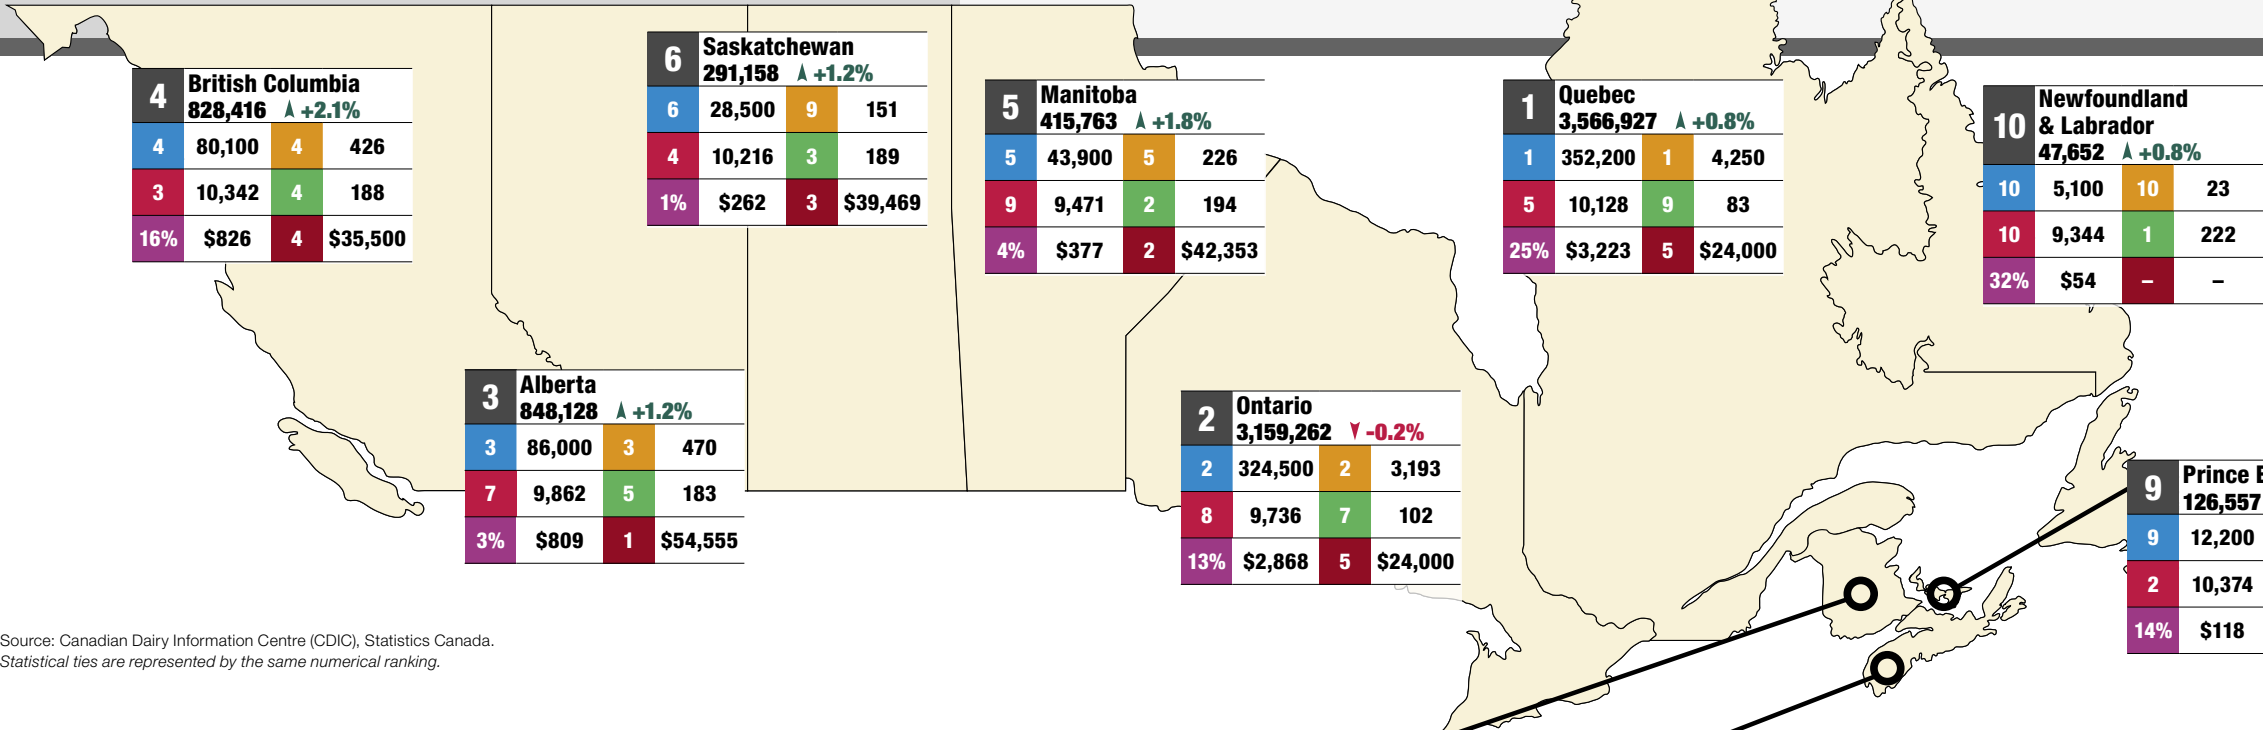 4 British Columbia
828,416 +2.1%
4 80,100 4 426
3 10,342 4 188
16% $826 4 $35,500
6 Saskatchewan
291,158 +1.2%
6 28,500 9 151
4 10,216 3 189
1% $262 3 $39,469
5 Manitoba
415,763 +1.8%
5 43,900 5 226
9 9,471 2 194
4% $377 2 $42,353
1 Quebec
3,566,927 +0.8%
1 352,200 1 4,250
5 10,128 9 83
25% $3,223 5 $24,000
10 Newfoundland
& Labrador
47,652 +0.8%
10 5,100 10 23
10 9,344 1 222
32% $54 – –
3 Alberta
848,128 +1.2%
3 86,000 3 470
7 9,862 5 183
3% $809 1 $54,555
2 Ontario
3,159,262 -0.2%
2 324,500 2 3,193
8 9,736 7 102
13% $2,868 5 $24,000
9 Prince
126,557
9 12,200
2 10,374
14% $118
Source: Canadian Dairy Information Centre (CDIC), Statistics Canada.
Statistical ties are represented by the same numerical ranking.